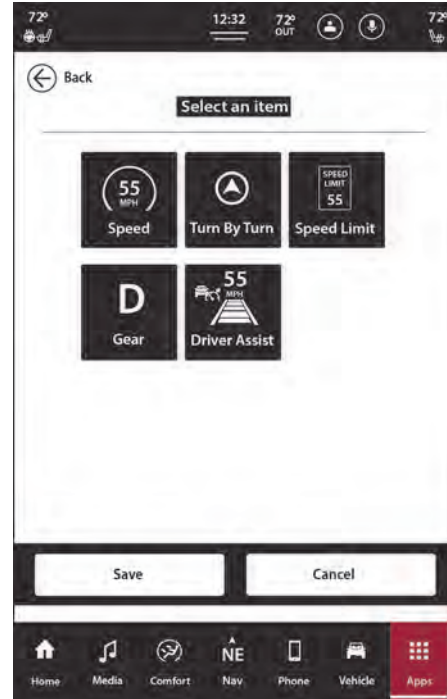 72° 12:32 72° 72°
OUT
Back
Select an item
55
MPH
Speed
Turn By Turn
SPEED
LIMIT
55
Speed Limit
D
Gear
55
MPH
Driver Assist
Save Cancel
NE
Home Media Comfort Nav Phone Vehicle Apps